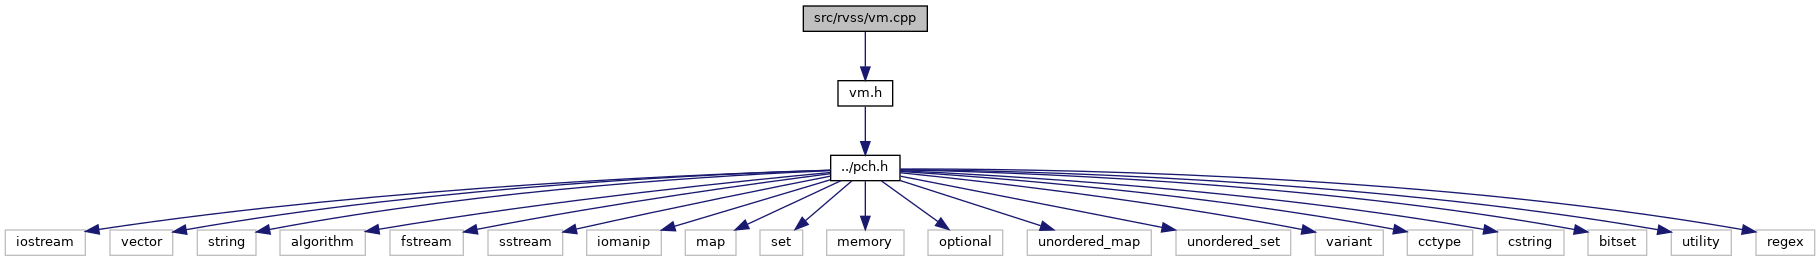 src/rvss/vm.cpp
vm.h
../pch.h
iostream
vector
string
algorithm
fstream
sstream
iomanip
map
set
memory
optional
unordered_map
unordered_set
variant
cctype
cstring
bitset
utility
regex